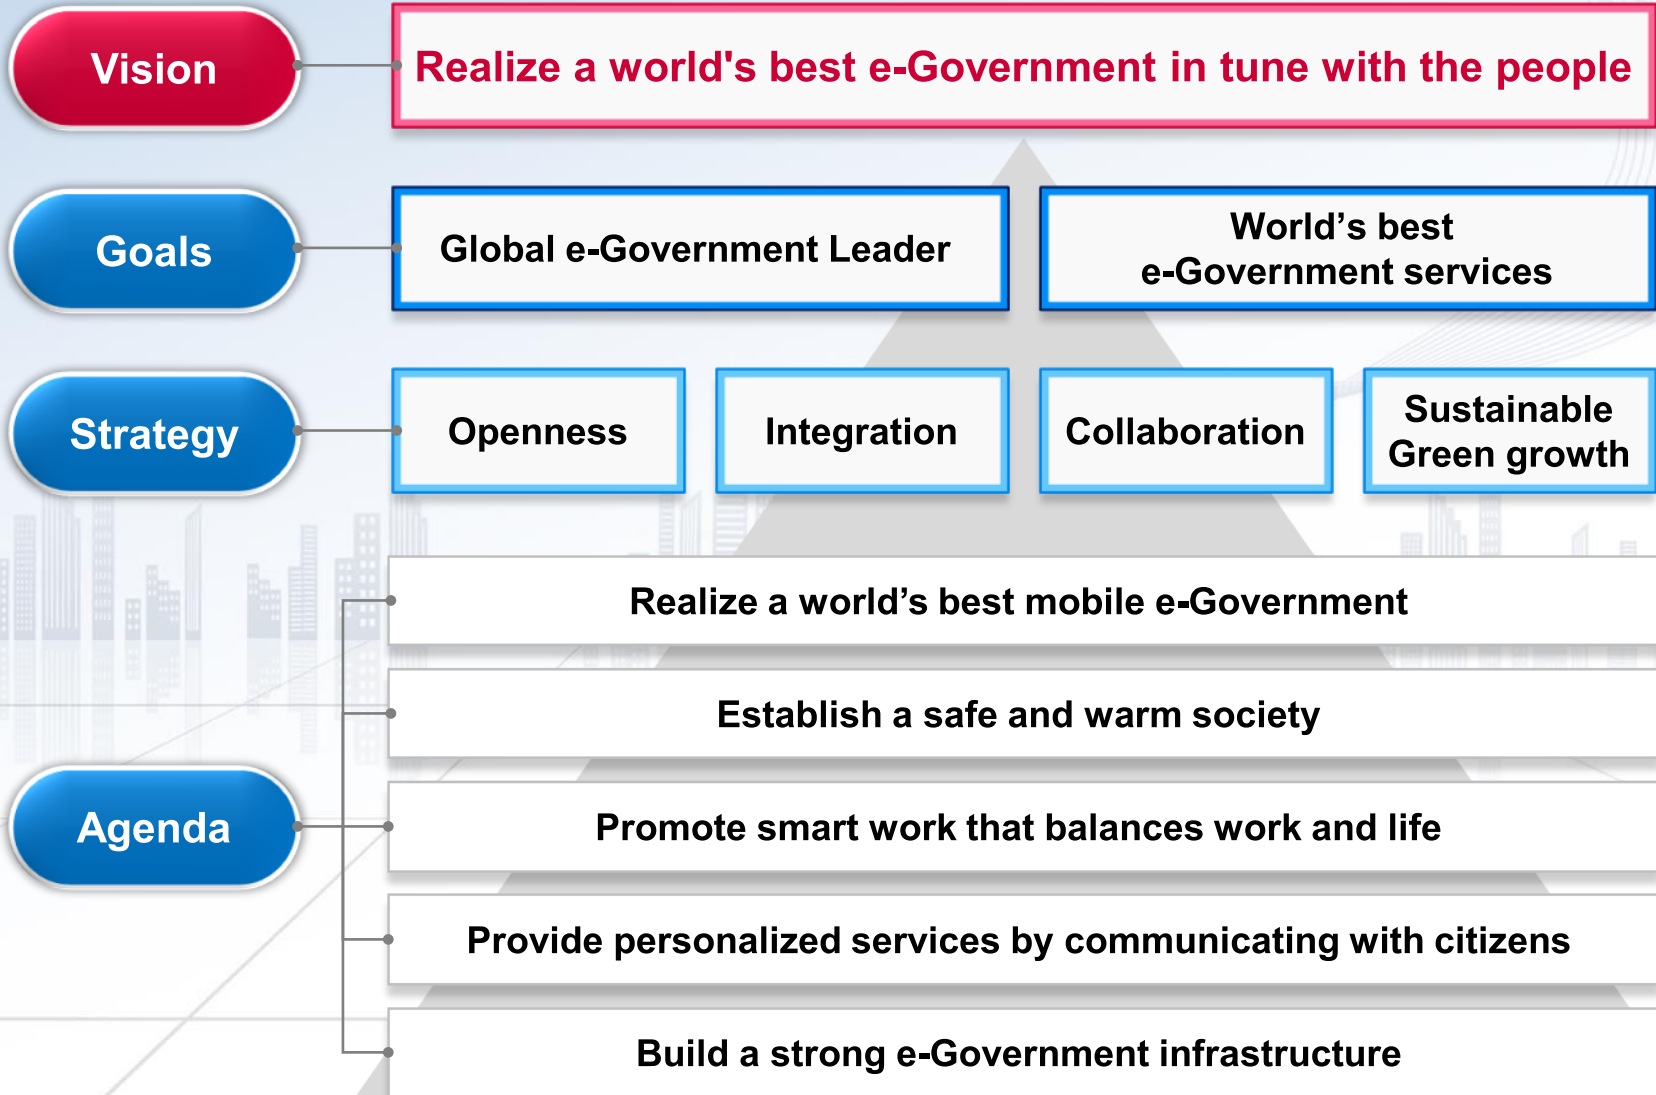 Vision
Realize a world's best e-Government in tune with the people
Goals
Global e-Government Leader
World’s best
e-Government services
Strategy
Openness
Integration
Collaboration
Sustainable
Green growth
Agenda
Realize a world’s best mobile e-Government
Establish a safe and warm society
Promote smart work that balances work and life
Provide personalized services by communicating with citizens
Build a strong e-Government infrastructure